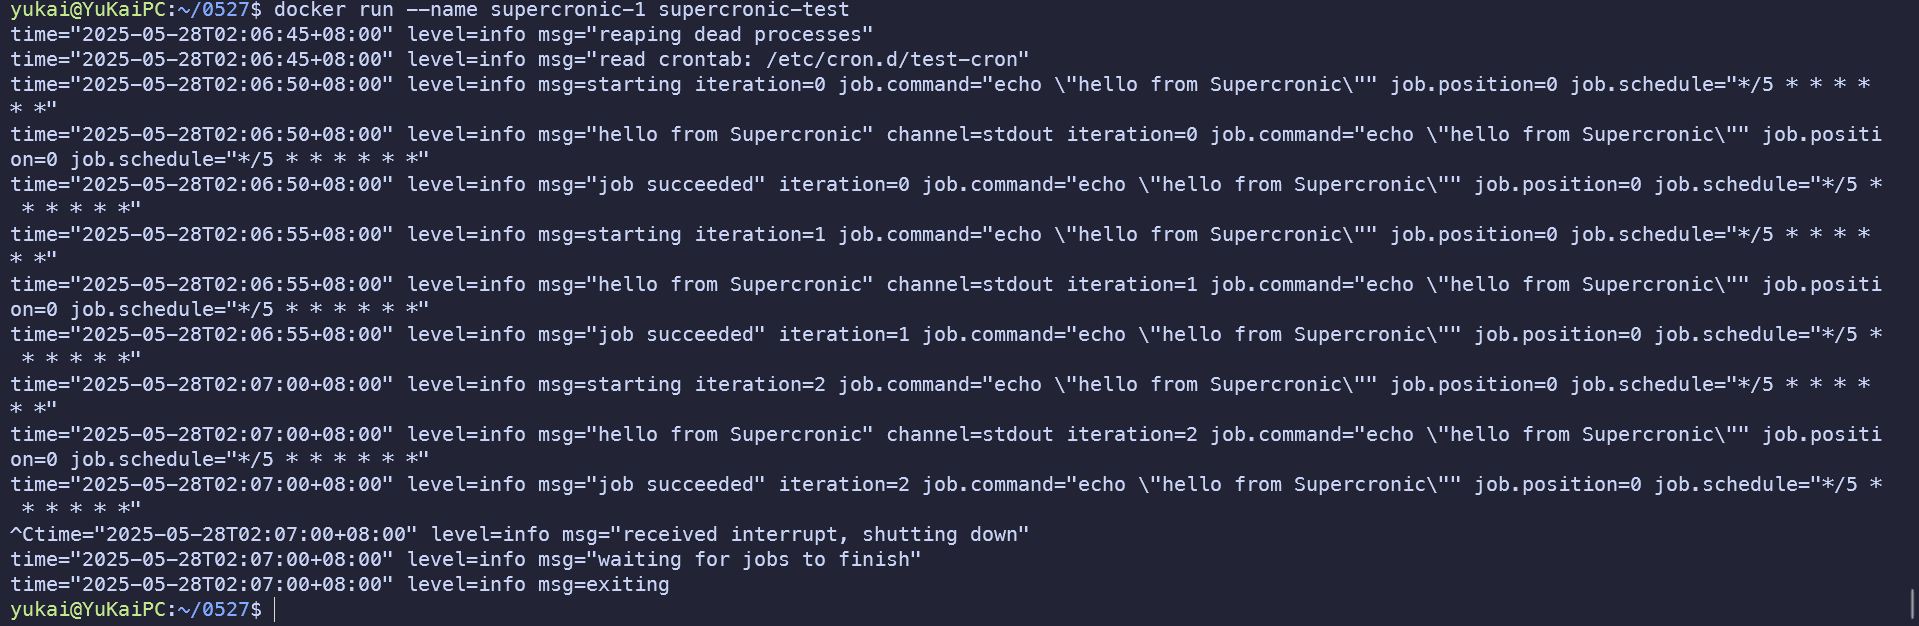 yukai@YuKaiPC:~/0527$ docker run --name supercronic-1 supercronic-test
time="2025-05-28T02:06:45+08:00" level=info msg="reaping dead processes"
time="2025-05-28T02:06:45+08:00" level=info msg="read crontab: /etc/cron.d/test-cron"
time="2025-05-28T02:06:50+08:00" level=info msg=starting iteration=0 job.command="echo \"hello from Supercronic\"" job.position=0 job.schedule="*/5 * * * *
* *"
time="2025-05-28T02:06:50+08:00" level=info msg="hello from Supercronic" channel=stdout iteration=0 job.command="echo \"hello from Supercronic\"" job.positi
on=0 job.schedule="*/5 * * * * * *"
time="2025-05-28T02:06:50+08:00" level=info msg="job succeeded" iteration=0 job.command="echo \"hello from Supercronic\"" job.position=0 job.schedule="*/5 *
 * * * * *"
time="2025-05-28T02:06:55+08:00" level=info msg=starting iteration=1 job.command="echo \"hello from Supercronic\"" job.position=0 job.schedule="*/5 * * * *
* *"
time="2025-05-28T02:06:55+08:00" level=info msg="hello from Supercronic" channel=stdout iteration=1 job.command="echo \"hello from Supercronic\"" job.positi
on=0 job.schedule="*/5 * * * * * *"
time="2025-05-28T02:06:55+08:00" level=info msg="job succeeded" iteration=1 job.command="echo \"hello from Supercronic\"" job.position=0 job.schedule="*/5 *
 * * * * *"
time="2025-05-28T02:07:00+08:00" level=info msg=starting iteration=2 job.command="echo \"hello from Supercronic\"" job.position=0 job.schedule="*/5 * * * *
* *"
time="2025-05-28T02:07:00+08:00" level=info msg="hello from Supercronic" channel=stdout iteration=2 job.command="echo \"hello from Supercronic\"" job.positi
on=0 job.schedule="*/5 * * * * * *"
time="2025-05-28T02:07:00+08:00" level=info msg="job succeeded" iteration=2 job.command="echo \"hello from Supercronic\"" job.position=0 job.schedule="*/5 *
 * * * * *"
^Ctime="2025-05-28T02:07:00+08:00" level=info msg="received interrupt, shutting down"
time="2025-05-28T02:07:00+08:00" level=info msg="waiting for jobs to finish"
time="2025-05-28T02:07:00+08:00" level=info msg=exiting
yukai@YuKaiPC:~/0527$